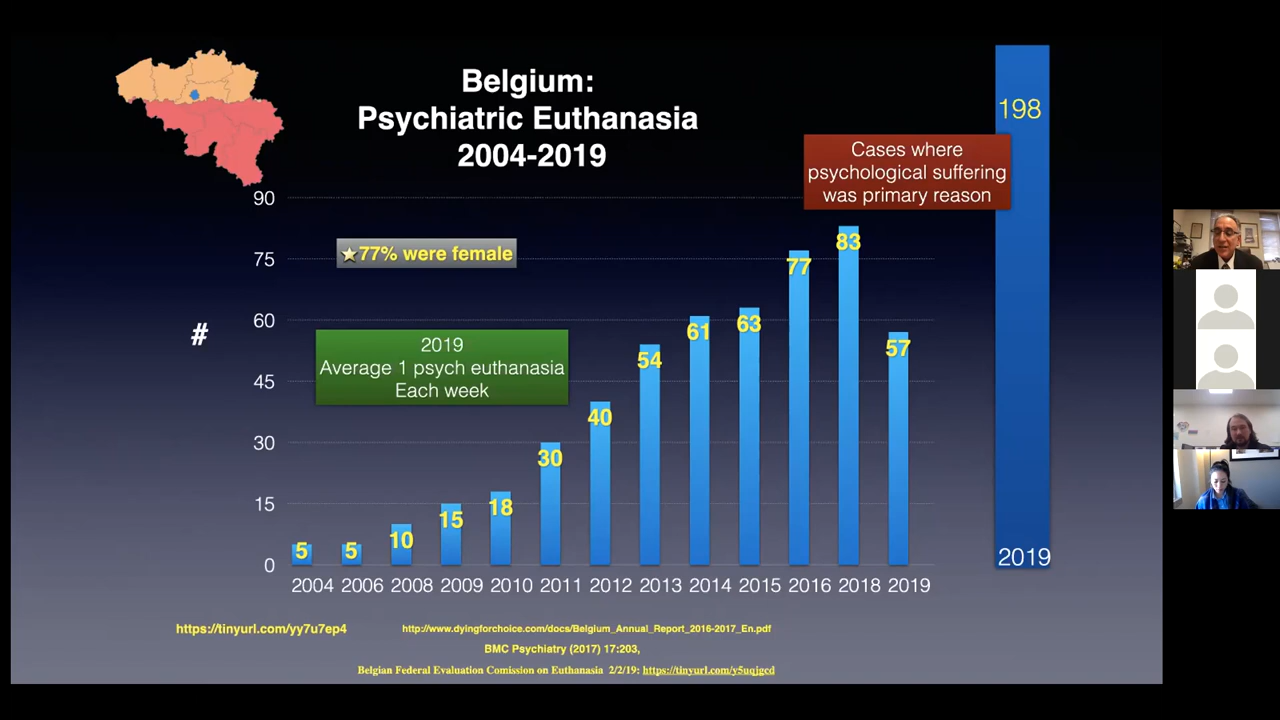 Belgium:
Psychiatric Euthanasia
2004-2019
198
Cases where
psychological suffering
was primary reason
90
75
60
45
30
15
0
#
★77% were female
2019
Average 1 psych euthanasia
Each week
5
5
10
15
18
30
40
54
61
63
77
83
57
2004 2006 2008 2009 2010 2011 2012 2013 2014 2015 2016 2018 2019
2019
https://tinyurl.com/yy7u7ep4
http://www.dyingforchoice.com/docs/Belgium_Annual_Report_2016-2017_En.pdf
BMC Psychiatry (2017) 17:203,
Belgian Federal Evaluation Comission on Euthanasia 2/2/19: https://tinyurl.com/y5uqjgcd